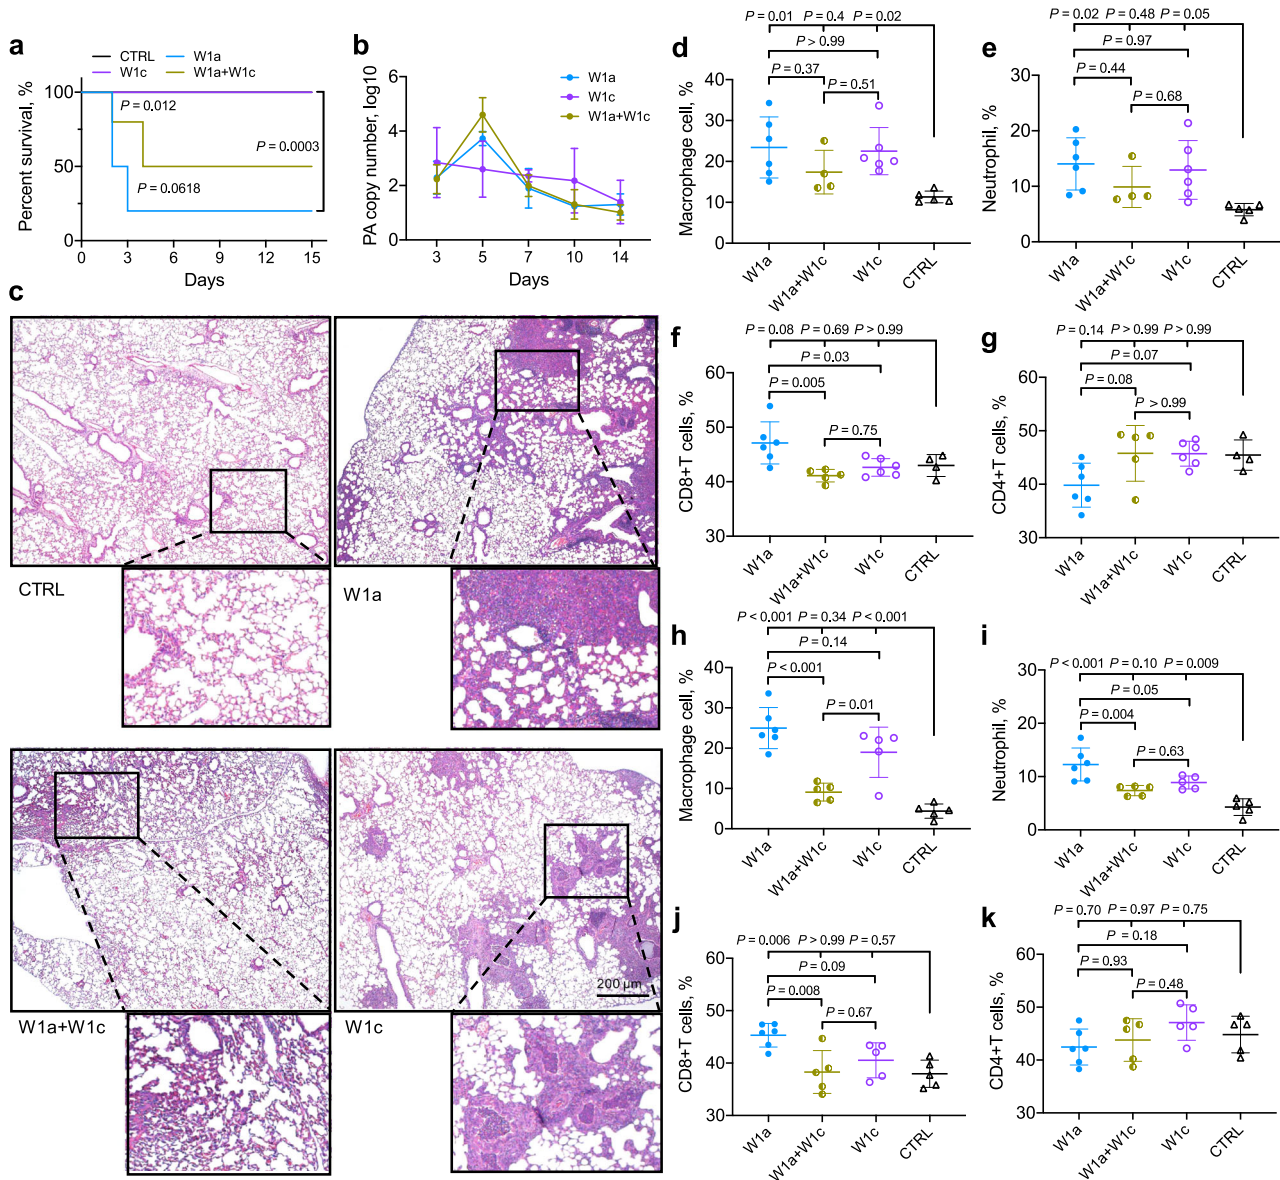 a
CTRL
W1a
W1c
W1a+W1c
Percent survival, %
100
50
0
P = 0.012
P = 0.0003
P = 0.0618
0 3 6 9 12 15
Days
b
PA copy number, log10
6
4
2
0
W1a
W1c
W1a+W1c
3 5 7 10 14
Days
c
CTRL
W1a
W1a+W1c
W1c
200 µm
d
P = 0.01 P = 0.4 P = 0.02
P > 0.99
P = 0.37
P = 0.51
Macrophage cell, %
40
30
20
10
0
W1a W1a+W1c W1c CTRL
e
P = 0.02 P = 0.48 P = 0.05
P = 0.97
P = 0.44
P = 0.68
Neutrophil, %
30
20
10
0
W1a W1a+W1c W1c CTRL
f
P = 0.08 P = 0.69 P > 0.99
P = 0.03
P = 0.005
P = 0.75
CD8+T cells, %
60
50
40
30
W1a W1a+W1c W1c CTRL
g
P = 0.14 P > 0.99 P > 0.99
P = 0.07
P = 0.08
P > 0.99
CD4+T cells, %
60
50
40
30
W1a W1a+W1c W1c CTRL
h
P < 0.001 P = 0.34 P < 0.001
P = 0.14
P < 0.001
P = 0.01
Macrophage cell, %
40
30
20
10
0
W1a W1a+W1c W1c CTRL
i
P < 0.001 P = 0.10 P = 0.009
P = 0.05
P = 0.004
P = 0.63
Neutrophil, %
30
20
10
0
W1a W1a+W1c W1c CTRL
j
P = 0.006 P > 0.99 P = 0.57
P = 0.09
P = 0.008
P = 0.67
CD8+T cells, %
60
50
40
30
W1a W1a+W1c W1c CTRL
k
P = 0.70 P = 0.97 P = 0.75
P = 0.18
P = 0.93
P = 0.48
CD4+T cells, %
60
50
40
30
W1a W1a+W1c W1c CTRL